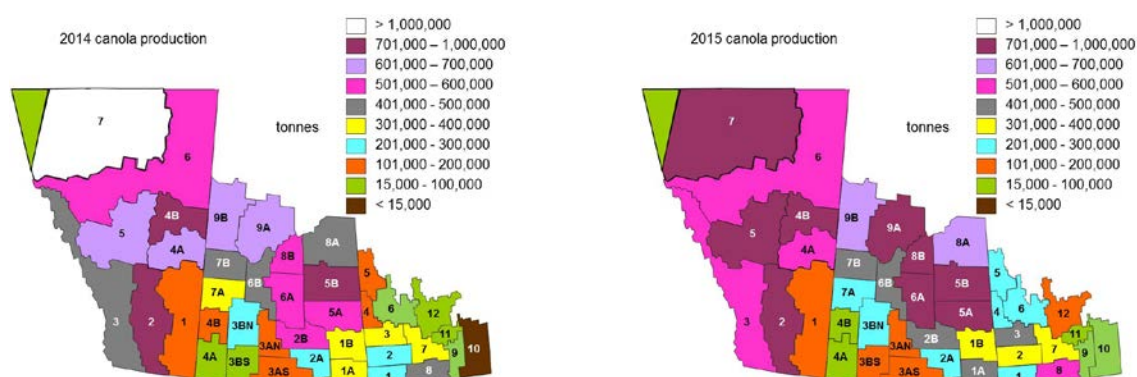 2014 canola production
> 1,000,000
701,000 – 1,000,000
601,000 – 700,000
501,000 – 600,000
401,000 - 500,000
301,000 - 400,000
201,000 - 300,000
101,000 - 200,000
15,000 - 100,000
< 15,000
tonnes
7
6
4B
5
4A
9B
9A
8A
7B
8B
6B
5B
6A
7A
5
3
2
1
4B
3BN
3AN
5A
4
6
12
2B
1B
3
11
4A
3BS
2A
2
7
9
10
3AS
1A
1
8
2015 canola production
> 1,000,000
701,000 – 1,000,000
601,000 – 700,000
501,000 – 600,000
401,000 - 500,000
301,000 - 400,000
201,000 - 300,000
101,000 - 200,000
15,000 - 100,000
< 15,000
tonnes
7
6
4B
5
4A
9B
9A
8A
7B
8B
6B
5B
6A
7A
5
3
2
1
4B
3BN
3AN
5A
4
6
12
2B
1B
3
11
4A
3BS
2A
2
7
9
10
3AS
1A
1
8